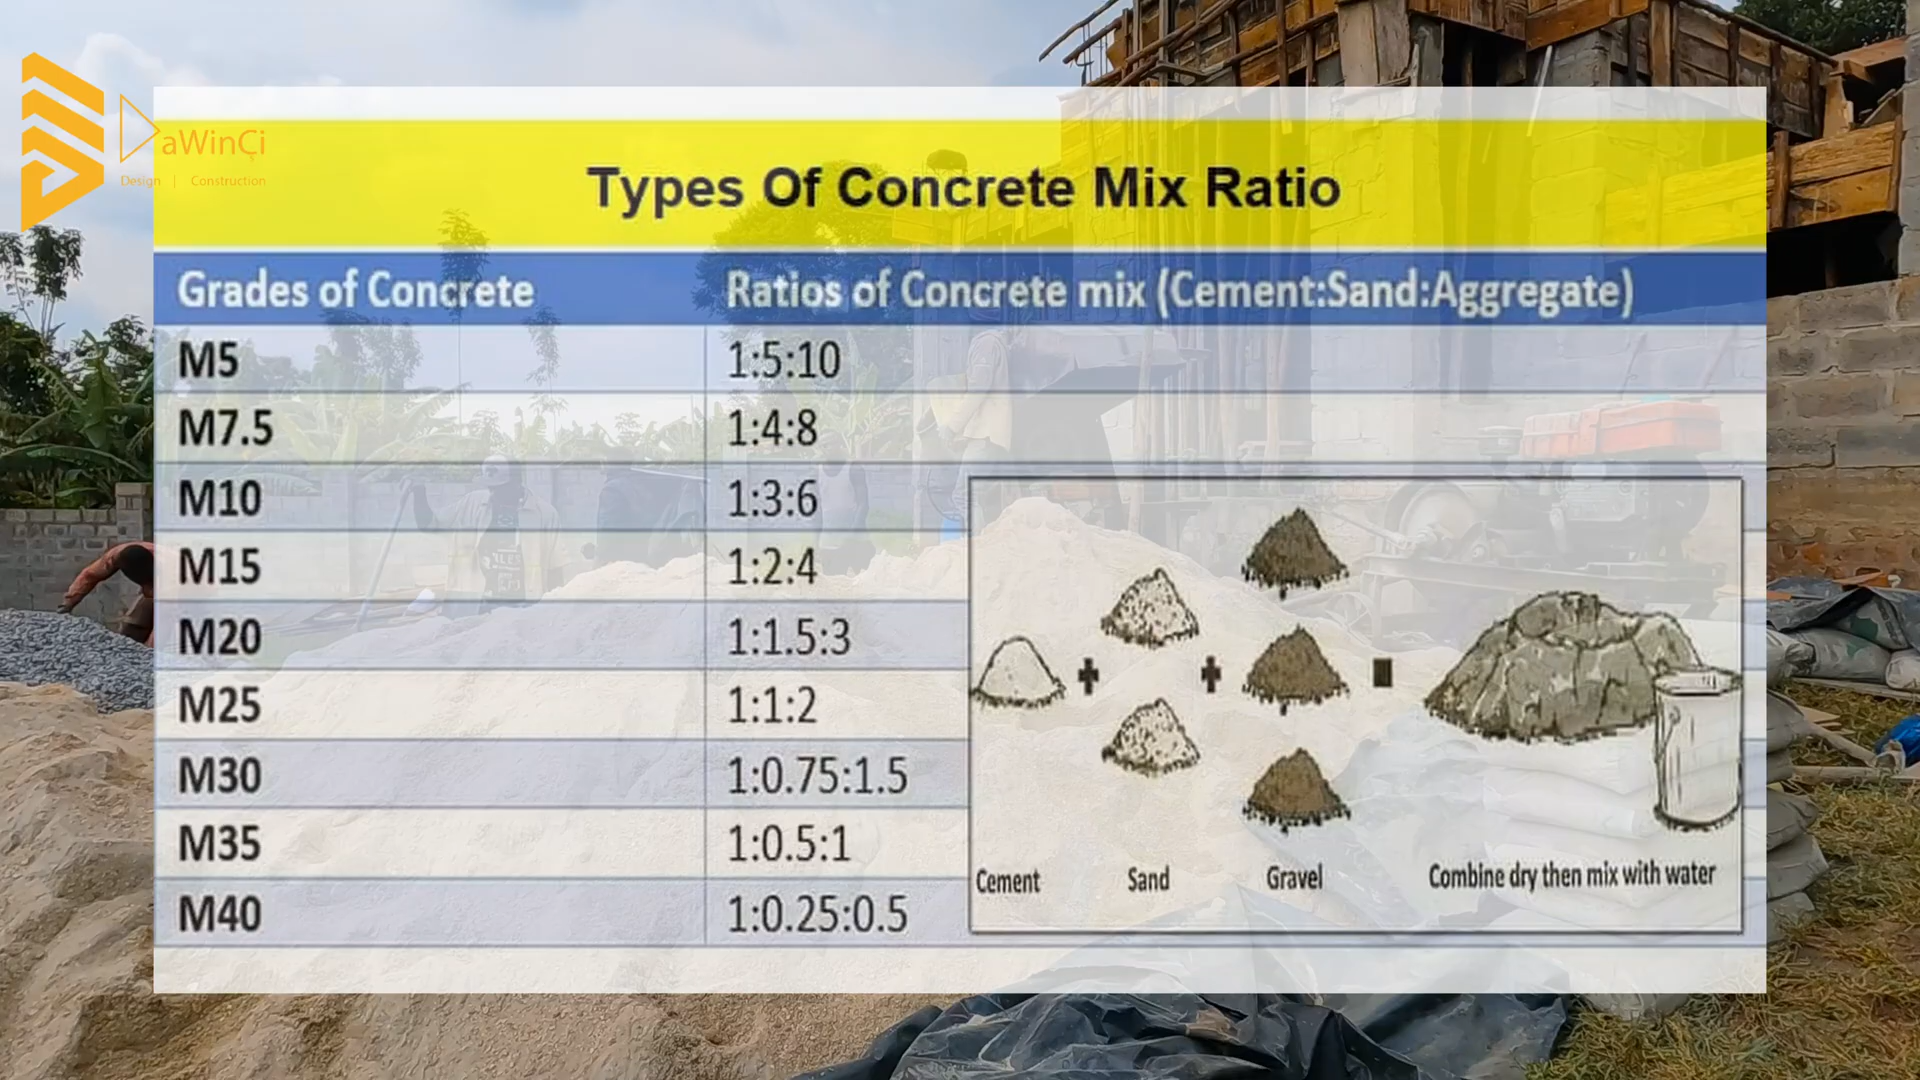 DaWinÇi
Design | Construction
Types Of Concrete Mix Ratio
Grades of Concrete Ratios of Concrete mix (Cement:Sand:Aggregate)
M5 1:5:10
M7.5 1:4:8
M10 1:3:6
M15 1:2:4
M20 1:1.5:3
M25 1:1:2
M30 1:0.75:1.5
M35 1:0.5:1
M40 1:0.25:0.5
Cement Sand Gravel Combine dry then mix with water